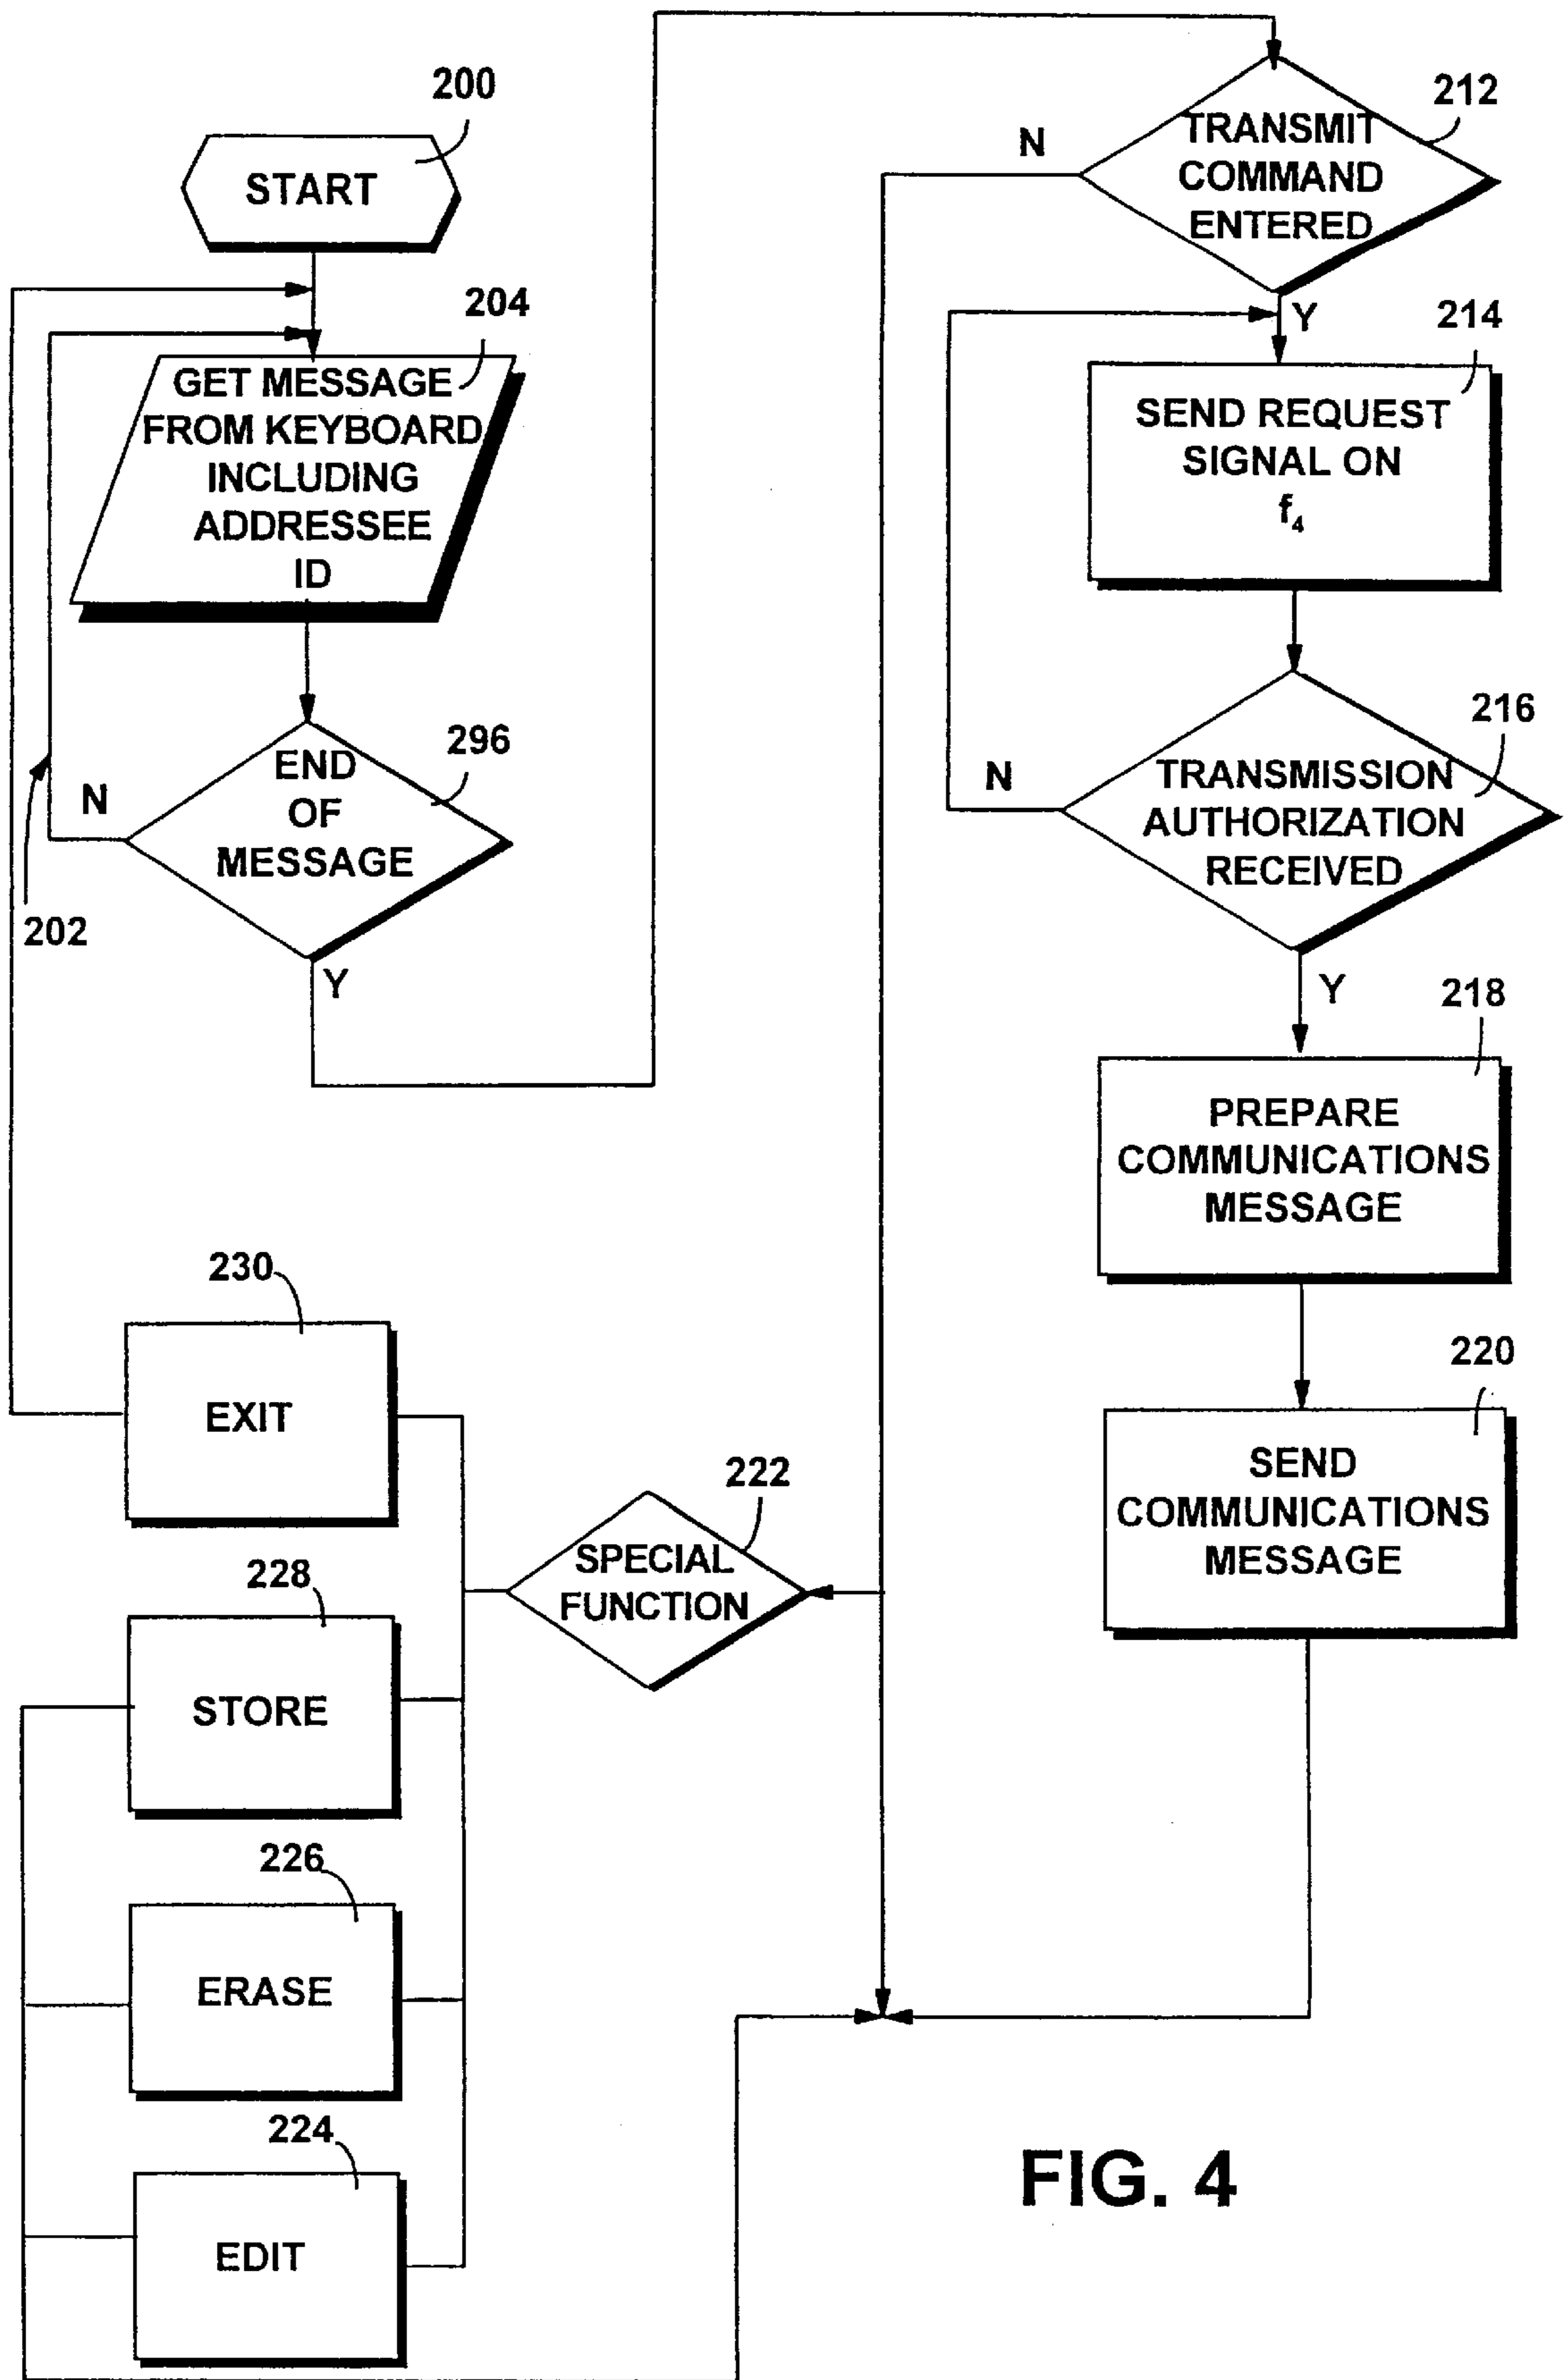 200
START
204
GET MESSAGE
FROM KEYBOARD
INCLUDING
ADDRESSEE
ID
296
END
OF
MESSAGE
N
202
Y
212
TRANSMIT
COMMAND
ENTERED
N
Y
214
SEND REQUEST
SIGNAL ON
f₄
216
TRANSMISSION
AUTHORIZATION
RECEIVED
N
Y
218
PREPARE
COMMUNICATIONS
MESSAGE
220
SEND
COMMUNICATIONS
MESSAGE
222
SPECIAL
FUNCTION
230
EXIT
228
STORE
226
ERASE
224
EDIT
FIG. 4